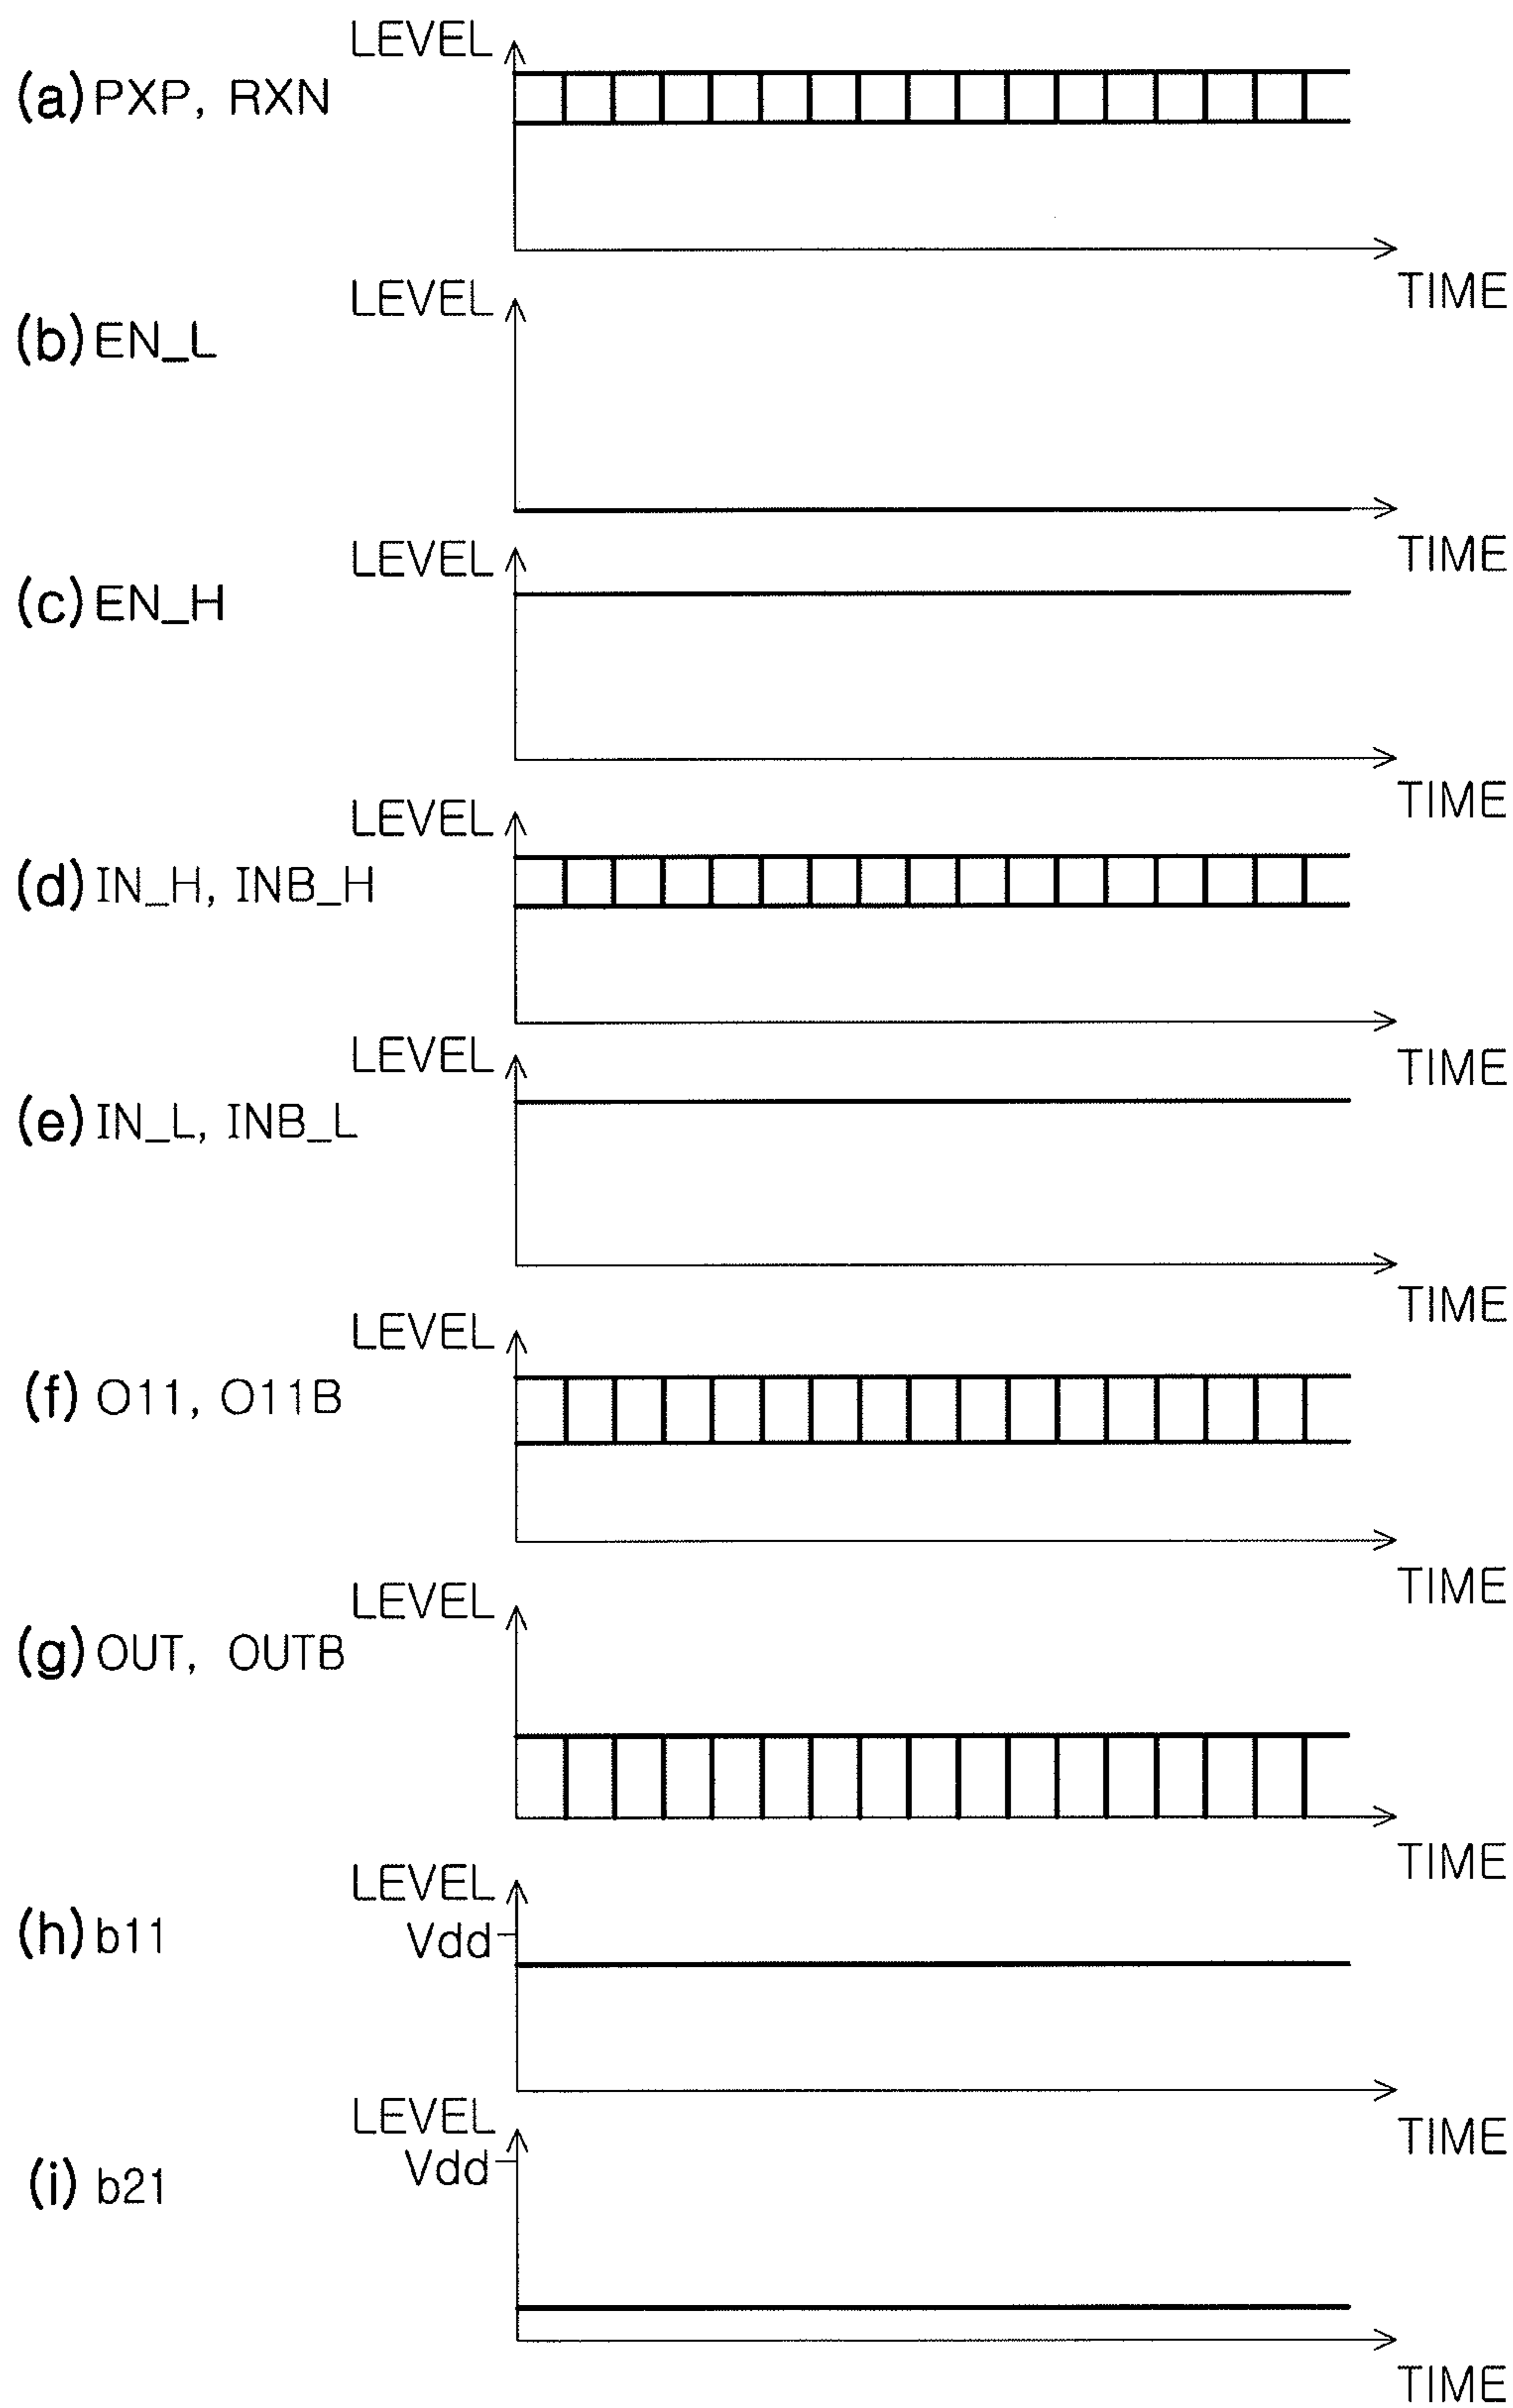 LEVEL
(a) PXP, RXN
TIME
LEVEL
(b) EN_L
TIME
LEVEL
(c) EN_H
TIME
LEVEL
(d) IN_H, INB_H
TIME
LEVEL
(e) IN_L, INB_L
TIME
LEVEL
(f) O11, O11B
TIME
LEVEL
(g) OUT, OUTB
TIME
LEVEL
(h) b11 Vdd
TIME
LEVEL
Vdd
(i) b21
TIME